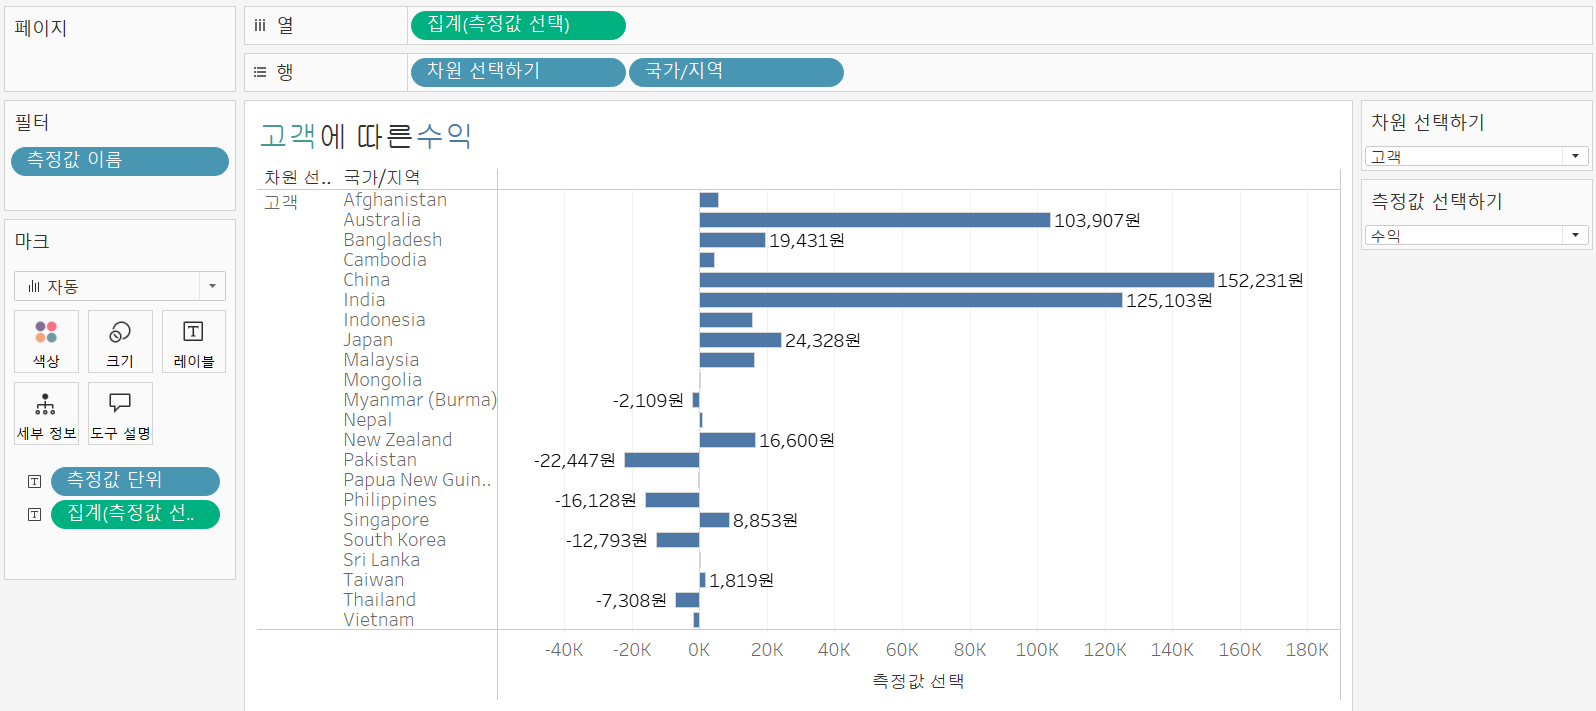 페이지
열
집계(측정값 선택)
행
차원 선택하기
국가/지역
필터
측정값 이름
마크
자동
색상
크기
레이블
세부 정보
도구 설명
측정값 단위
집계(측정값 선..
고객에 따른수익
차원 선..
국가/지역
고객
Afghanistan
Australia 103,907원
Bangladesh 19,431원
Cambodia
China 152,231원
India 125,103원
Indonesia
Japan 24,328원
Malaysia
Mongolia
Myanmar (Burma) -2,109원
Nepal
New Zealand 16,600원
Pakistan -22,447원
Papua New Guin..
Philippines -16,128원
Singapore 8,853원
South Korea -12,793원
Sri Lanka
Taiwan 1,819원
Thailand -7,308원
Vietnam
-40K -20K 0K 20K 40K 60K 80K 100K 120K 140K 160K 180K
측정값 선택
차원 선택하기
고객
측정값 선택하기
수익